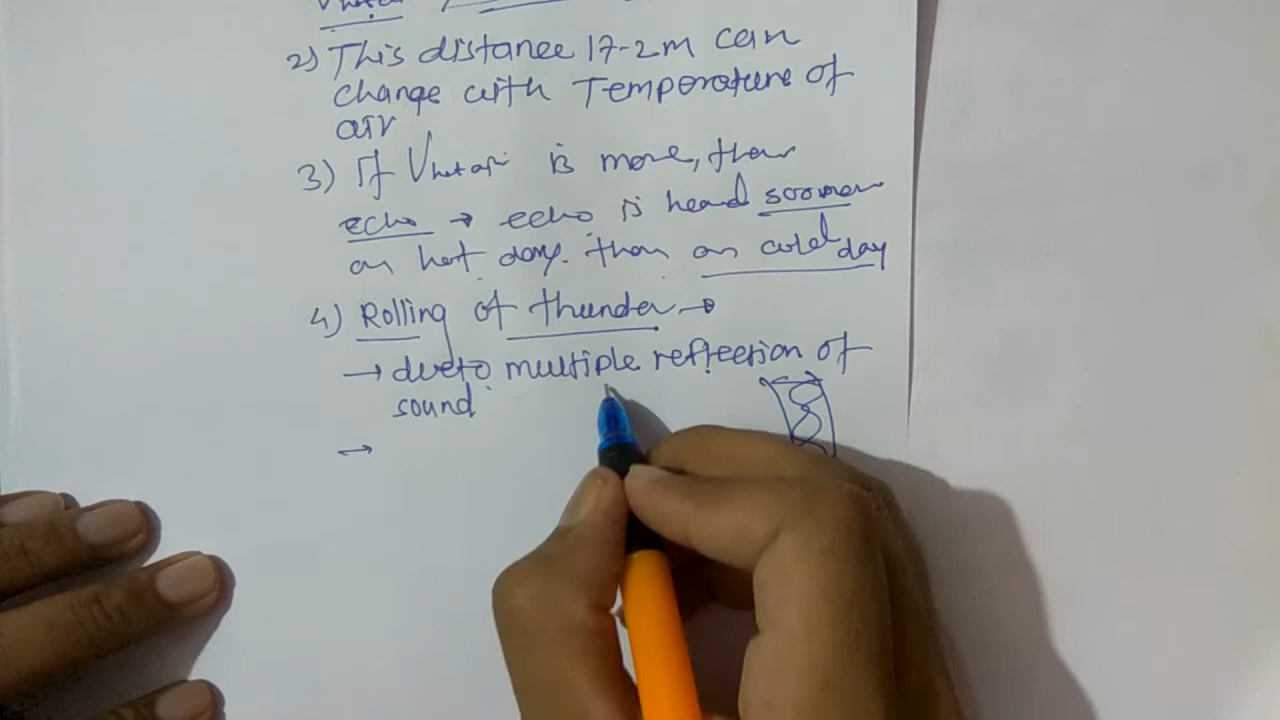 2) This distance 17-2m can
change with Temperature of
air
3) If Vhotair is more, then
echo → echo is heard sooner
on hot day. than on cold day
4) Rolling of thunder →
→ due to multiple reflection of
sound
→